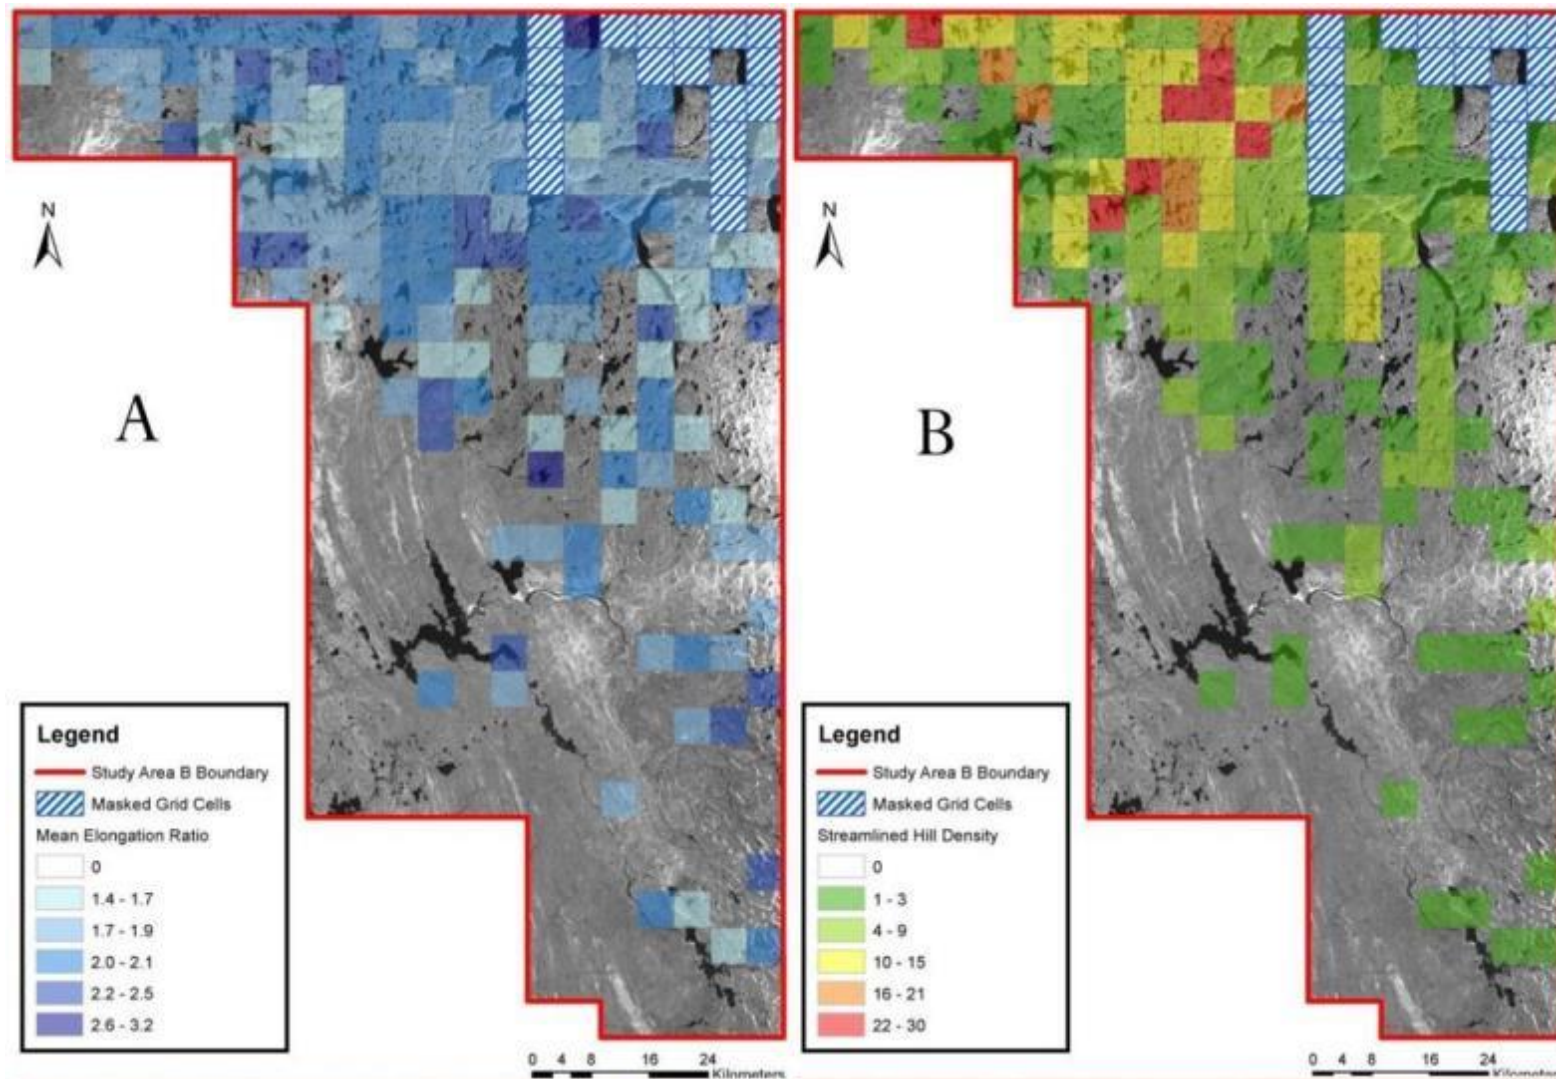 N
A
Legend
Study Area B Boundary
Masked Grid Cells
Mean Elongation Ratio
0
1.4 - 1.7
1.7 - 1.9
2.0 - 2.1
2.2 - 2.5
2.6 - 3.2
0 4 8 16 24
Kilometers
N
B
Legend
Study Area B Boundary
Masked Grid Cells
Streamlined Hill Density
0
1 - 3
4 - 9
10 - 15
16 - 21
22 - 30
0 4 8 16 24
Kilometers